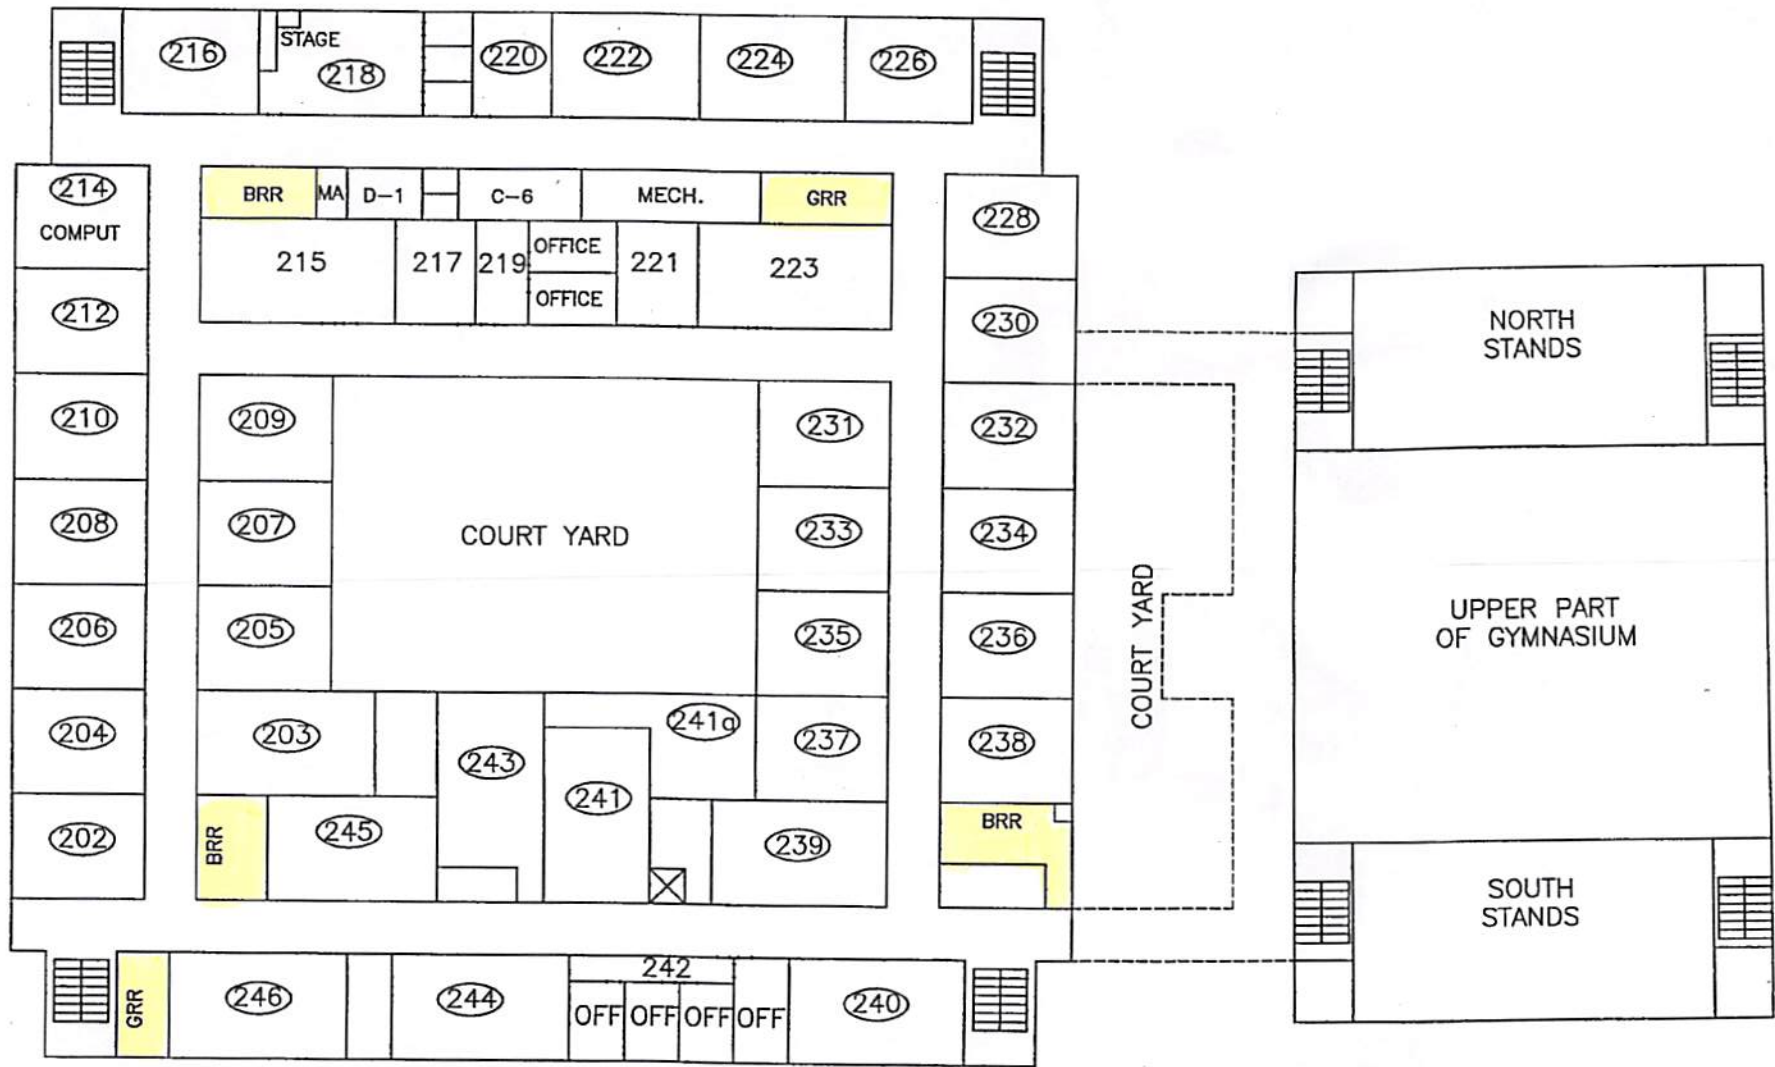 216
STAGE
218
220
222
224
226
214
COMPUT
BRR
MA
D-1
C-6
MECH.
GRR
228
215
217
219
OFFICE
OFFICE
221
223
212
230
NORTH
STANDS
210
209
231
232
208
207
COURT YARD
233
234
206
205
235
236
COURT YARD
UPPER PART
OF GYMNASIUM
204
203
243
241a
237
238
241
202
BRR
245
239
BRR
SOUTH
STANDS
GRR
246
244
242
OFF
OFF
OFF
OFF
240